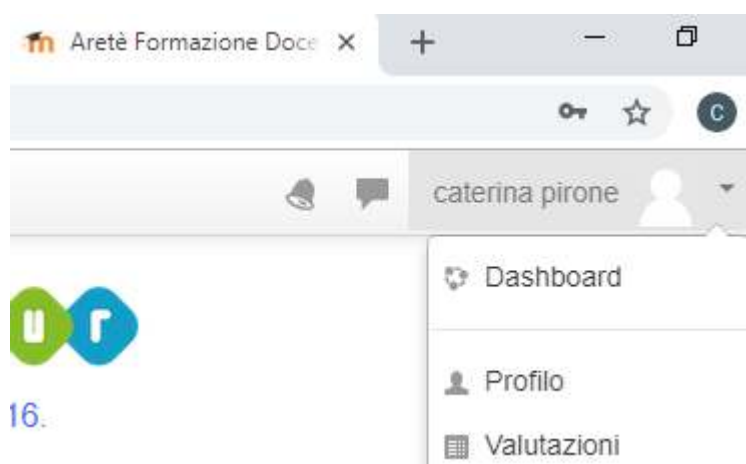 Aretè Formazione Doce
C
caterina pirone
Dashboard
u r
Profilo
16.
Valutazioni